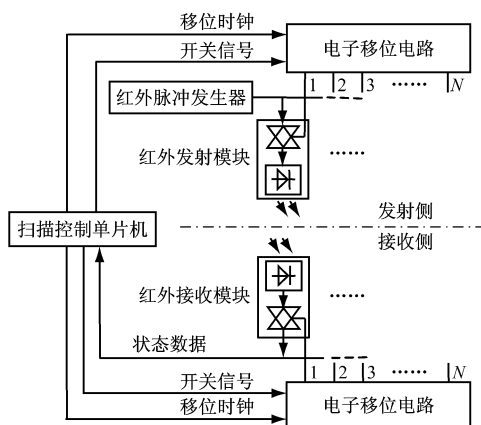 移位时钟
开关信号
电子移位电路
1 2 3 …… N
红外脉冲发生器
红外发射模块
……
发射侧
扫描控制单片机
接收侧
红外接收模块
……
状态数据
1 2 3 …… N
开关信号
移位时钟
电子移位电路